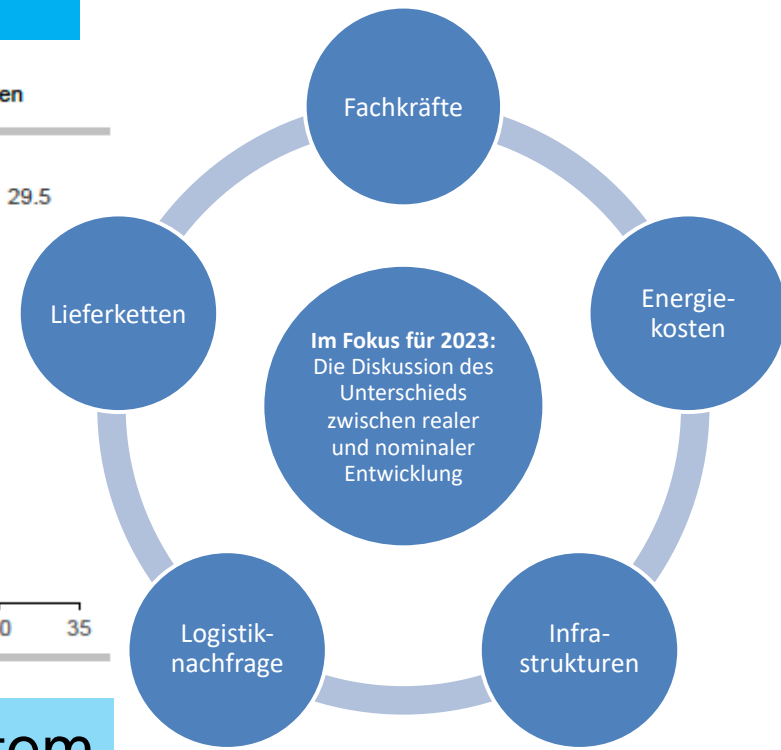 en
29.5
Fachkräfte
Lieferketten
Energie-
kosten
Im Fokus für 2023:
Die Diskussion des
Unterschieds
zwischen realer
und nominaler
Entwicklung
0
35
Logistik-
nachfrage
Infra-
strukturen
tem